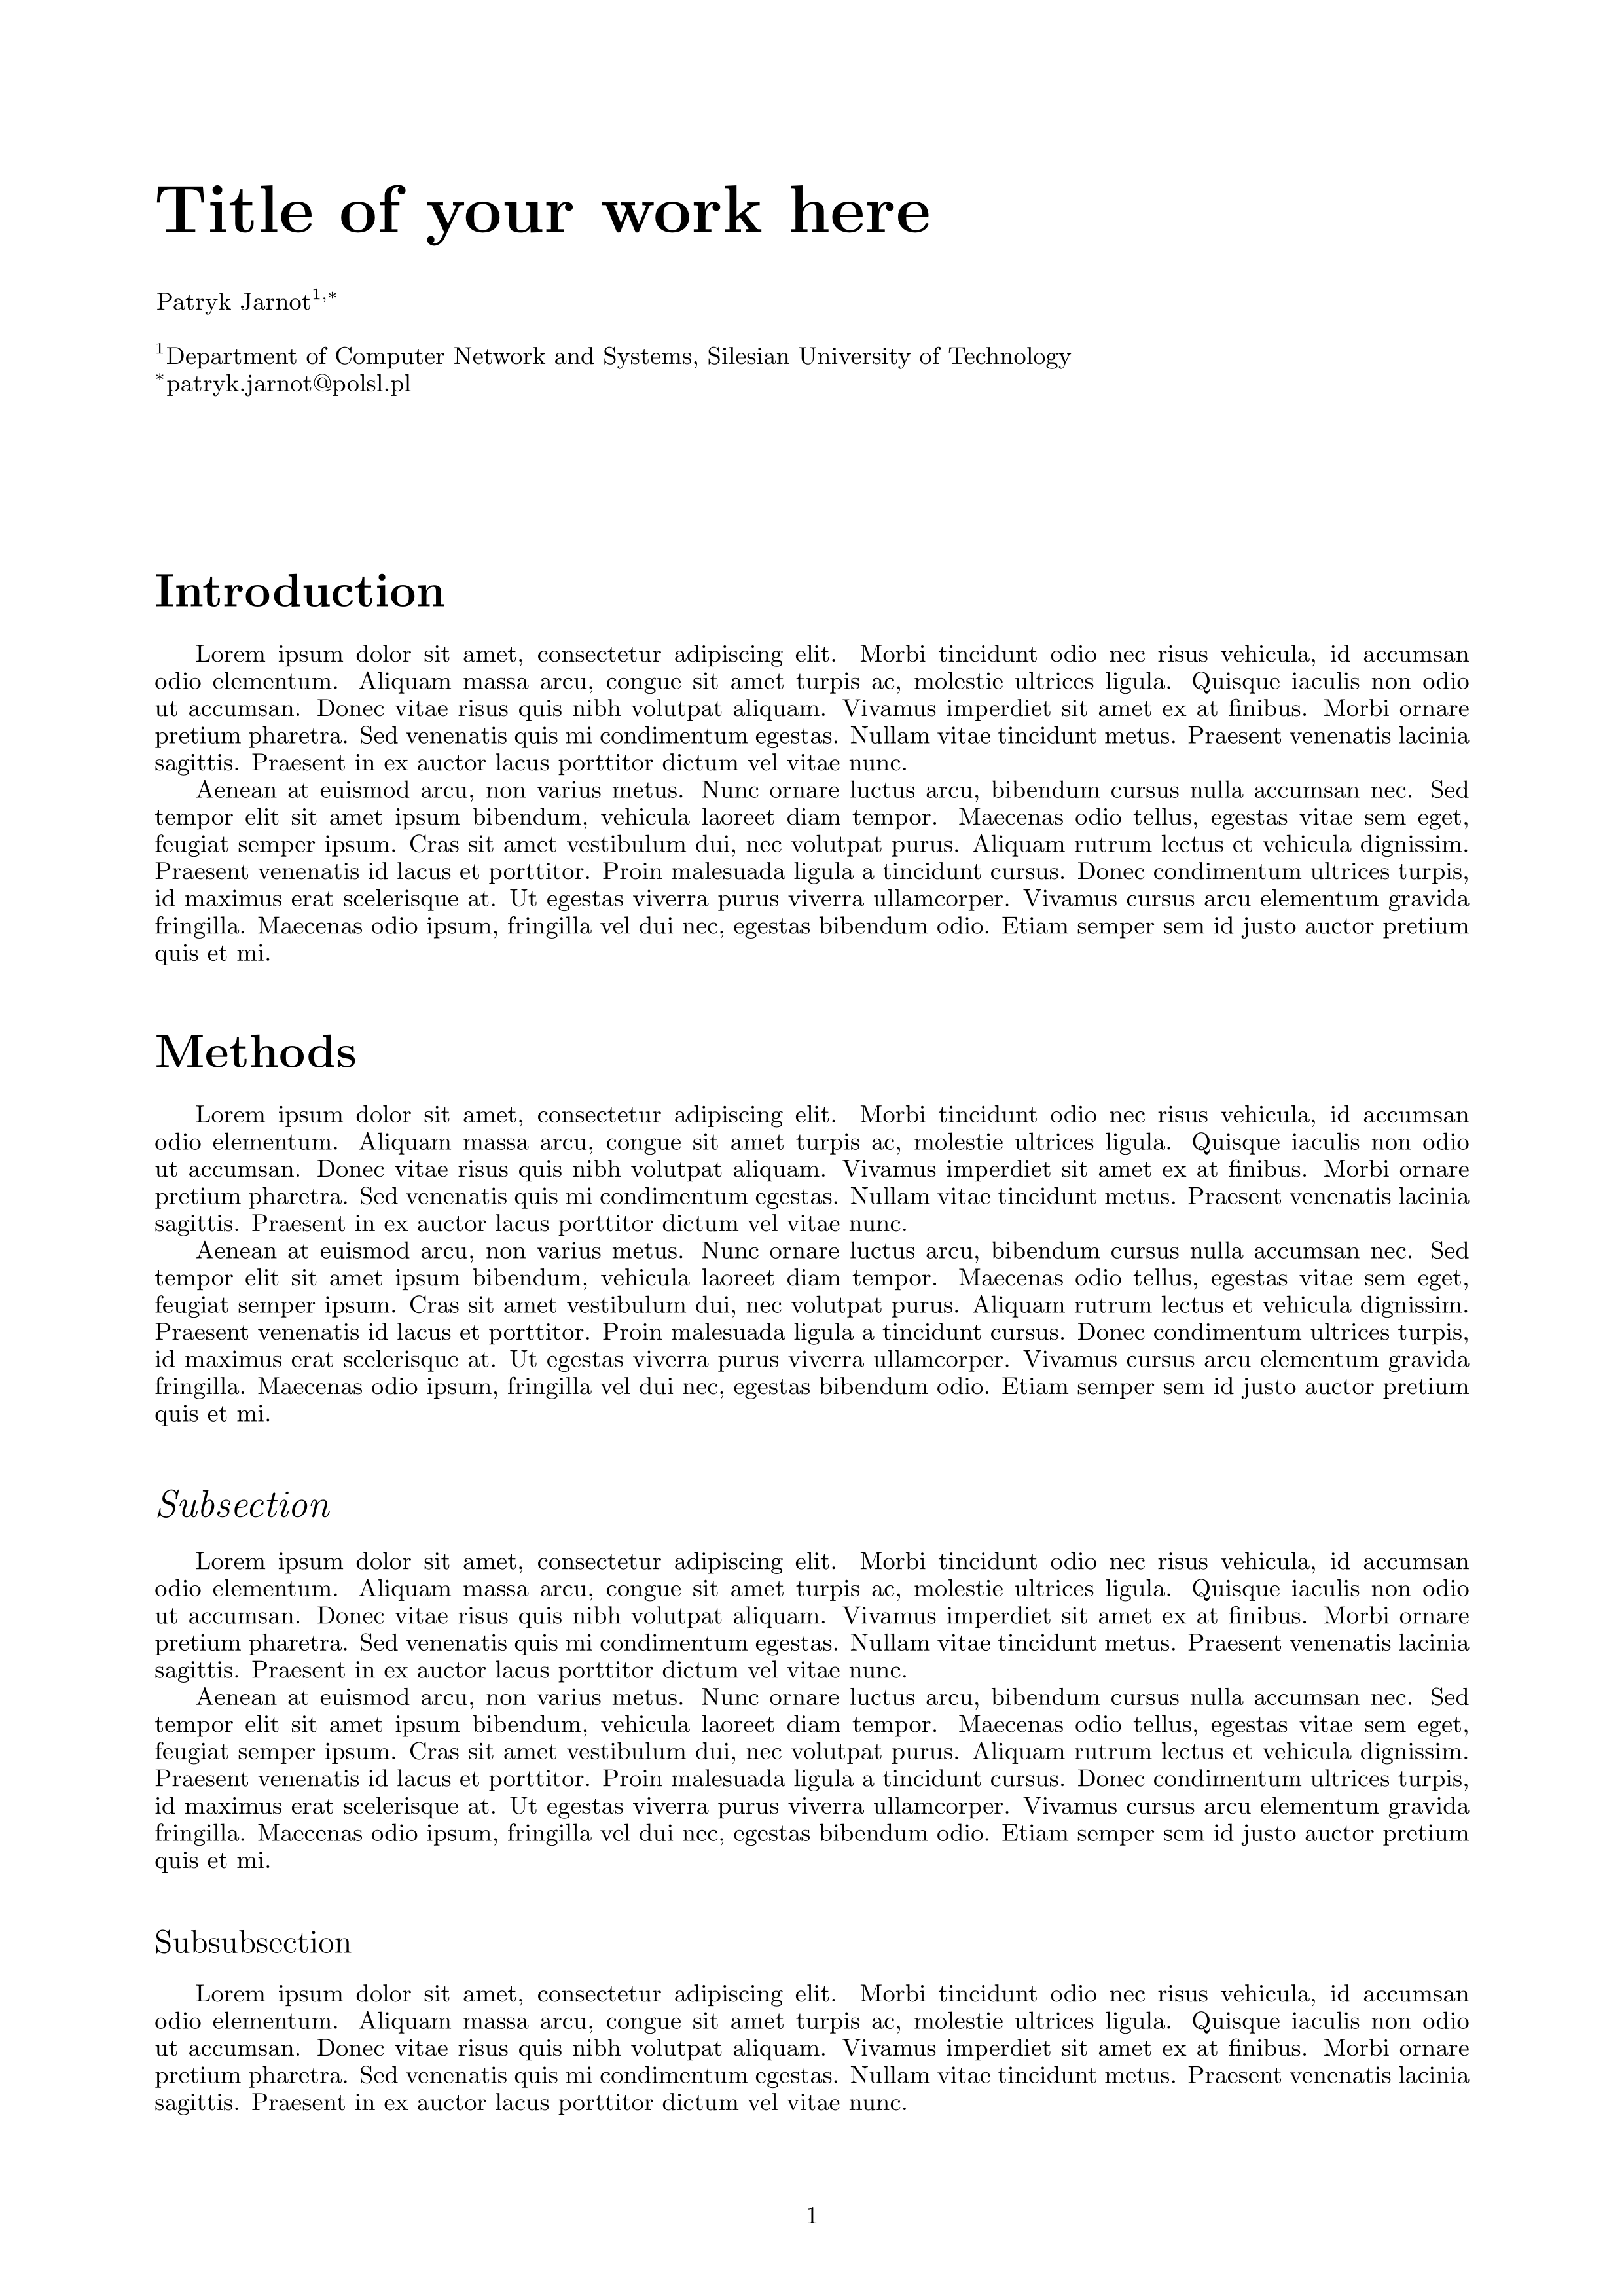 Title of your work here
Patryk Jarnot1,*
1Department of Computer Network and Systems, Silesian University of Technology
*patryk.jarnot@polsl.pl
Introduction
Lorem ipsum dolor sit amet, consectetur adipiscing elit. Morbi tincidunt odio nec risus vehicula, id accumsan
odio elementum. Aliquam massa arcu, congue sit amet turpis ac, molestie ultrices ligula. Quisque iaculis non odio
ut accumsan. Donec vitae risus quis nibh volutpat aliquam. Vivamus imperdiet sit amet ex at finibus. Morbi ornare
pretium pharetra. Sed venenatis quis mi condimentum egestas. Nullam vitae tincidunt metus. Praesent venenatis lacinia
sagittis. Praesent in ex auctor lacus porttitor dictum vel vitae nunc.
Aenean at euismod arcu, non varius metus. Nunc ornare luctus arcu, bibendum cursus nulla accumsan nec. Sed
tempor elit sit amet ipsum bibendum, vehicula laoreet diam tempor. Maecenas odio tellus, egestas vitae sem eget,
feugiat semper ipsum. Cras sit amet vestibulum dui, nec volutpat purus. Aliquam rutrum lectus et vehicula dignissim.
Praesent venenatis id lacus et porttitor. Proin malesuada ligula a tincidunt cursus. Donec condimentum ultrices turpis,
id maximus erat scelerisque at. Ut egestas viverra purus viverra ullamcorper. Vivamus cursus arcu elementum gravida
fringilla. Maecenas odio ipsum, fringilla vel dui nec, egestas bibendum odio. Etiam semper sem id justo auctor pretium
quis et mi.
Methods
Lorem ipsum dolor sit amet, consectetur adipiscing elit. Morbi tincidunt odio nec risus vehicula, id accumsan
odio elementum. Aliquam massa arcu, congue sit amet turpis ac, molestie ultrices ligula. Quisque iaculis non odio
ut accumsan. Donec vitae risus quis nibh volutpat aliquam. Vivamus imperdiet sit amet ex at finibus. Morbi ornare
pretium pharetra. Sed venenatis quis mi condimentum egestas. Nullam vitae tincidunt metus. Praesent venenatis lacinia
sagittis. Praesent in ex auctor lacus porttitor dictum vel vitae nunc.
Aenean at euismod arcu, non varius metus. Nunc ornare luctus arcu, bibendum cursus nulla accumsan nec. Sed
tempor elit sit amet ipsum bibendum, vehicula laoreet diam tempor. Maecenas odio tellus, egestas vitae sem eget,
feugiat semper ipsum. Cras sit amet vestibulum dui, nec volutpat purus. Aliquam rutrum lectus et vehicula dignissim.
Praesent venenatis id lacus et porttitor. Proin malesuada ligula a tincidunt cursus. Donec condimentum ultrices turpis,
id maximus erat scelerisque at. Ut egestas viverra purus viverra ullamcorper. Vivamus cursus arcu elementum gravida
fringilla. Maecenas odio ipsum, fringilla vel dui nec, egestas bibendum odio. Etiam semper sem id justo auctor pretium
quis et mi.
Subsection
Lorem ipsum dolor sit amet, consectetur adipiscing elit. Morbi tincidunt odio nec risus vehicula, id accumsan
odio elementum. Aliquam massa arcu, congue sit amet turpis ac, molestie ultrices ligula. Quisque iaculis non odio
ut accumsan. Donec vitae risus quis nibh volutpat aliquam. Vivamus imperdiet sit amet ex at finibus. Morbi ornare
pretium pharetra. Sed venenatis quis mi condimentum egestas. Nullam vitae tincidunt metus. Praesent venenatis lacinia
sagittis. Praesent in ex auctor lacus porttitor dictum vel vitae nunc.
Aenean at euismod arcu, non varius metus. Nunc ornare luctus arcu, bibendum cursus nulla accumsan nec. Sed
tempor elit sit amet ipsum bibendum, vehicula laoreet diam tempor. Maecenas odio tellus, egestas vitae sem eget,
feugiat semper ipsum. Cras sit amet vestibulum dui, nec volutpat purus. Aliquam rutrum lectus et vehicula dignissim.
Praesent venenatis id lacus et porttitor. Proin malesuada ligula a tincidunt cursus. Donec condimentum ultrices turpis,
id maximus erat scelerisque at. Ut egestas viverra purus viverra ullamcorper. Vivamus cursus arcu elementum gravida
fringilla. Maecenas odio ipsum, fringilla vel dui nec, egestas bibendum odio. Etiam semper sem id justo auctor pretium
quis et mi.
Subsubsection
Lorem ipsum dolor sit amet, consectetur adipiscing elit. Morbi tincidunt odio nec risus vehicula, id accumsan
odio elementum. Aliquam massa arcu, congue sit amet turpis ac, molestie ultrices ligula. Quisque iaculis non odio
ut accumsan. Donec vitae risus quis nibh volutpat aliquam. Vivamus imperdiet sit amet ex at finibus. Morbi ornare
pretium pharetra. Sed venenatis quis mi condimentum egestas. Nullam vitae tincidunt metus. Praesent venenatis lacinia
sagittis. Praesent in ex auctor lacus porttitor dictum vel vitae nunc.
1